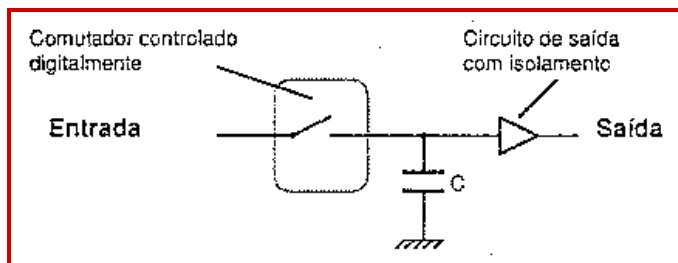 Comutador controlado
digitalmente
Circuito de saída
com isolamento
Entrada
Saída
C